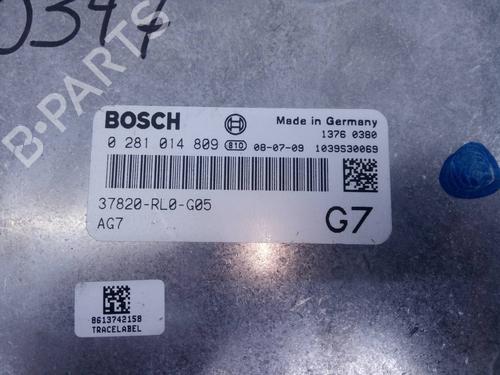 0347
B-PARTS
BOSCH
Made in Germany
1376 0380
0 281 014 809 810 08-07-09 1039S30069
37820-RL0-G05
AG7
G7
8613742158
TRACELABEL